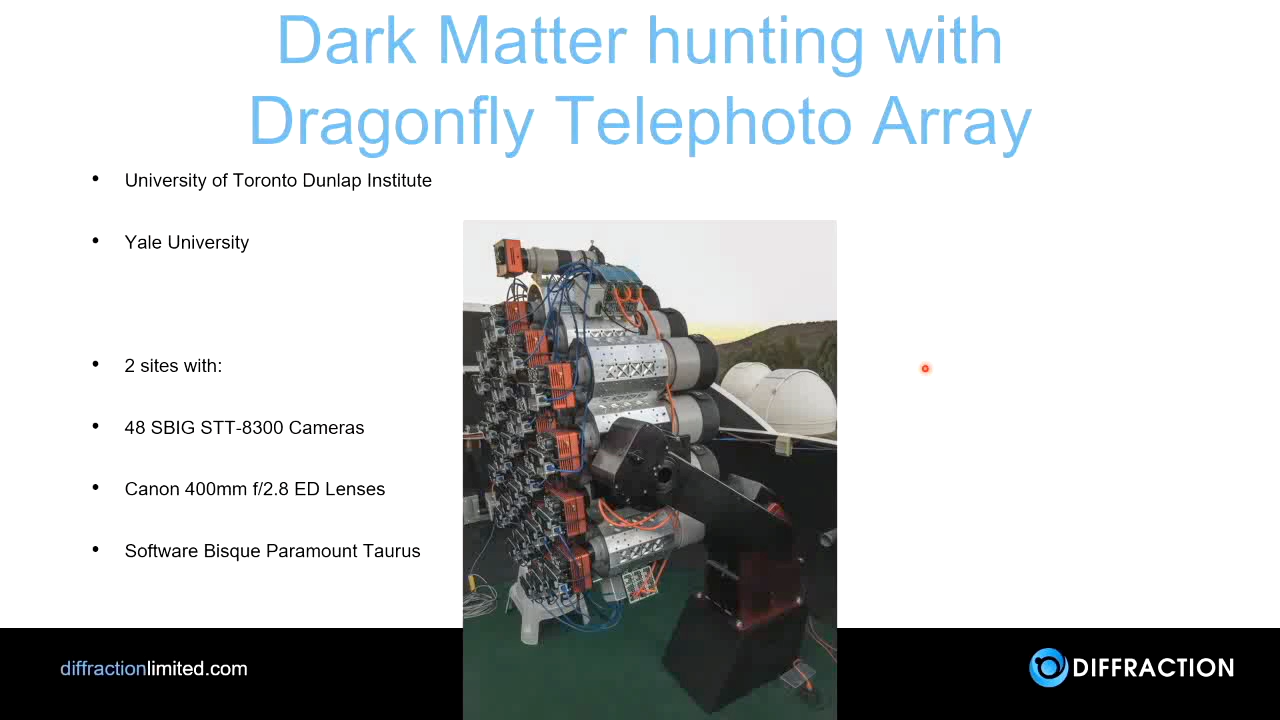 Dark Matter hunting with
Dragonfly Telephoto Array
• University of Toronto Dunlap Institute
• Yale University
• 2 sites with:
• 48 SBIG STT-8300 Cameras
• Canon 400mm f/2.8 ED Lenses
• Software Bisque Paramount Taurus
diffractionlimited.com
DIFFRACTION